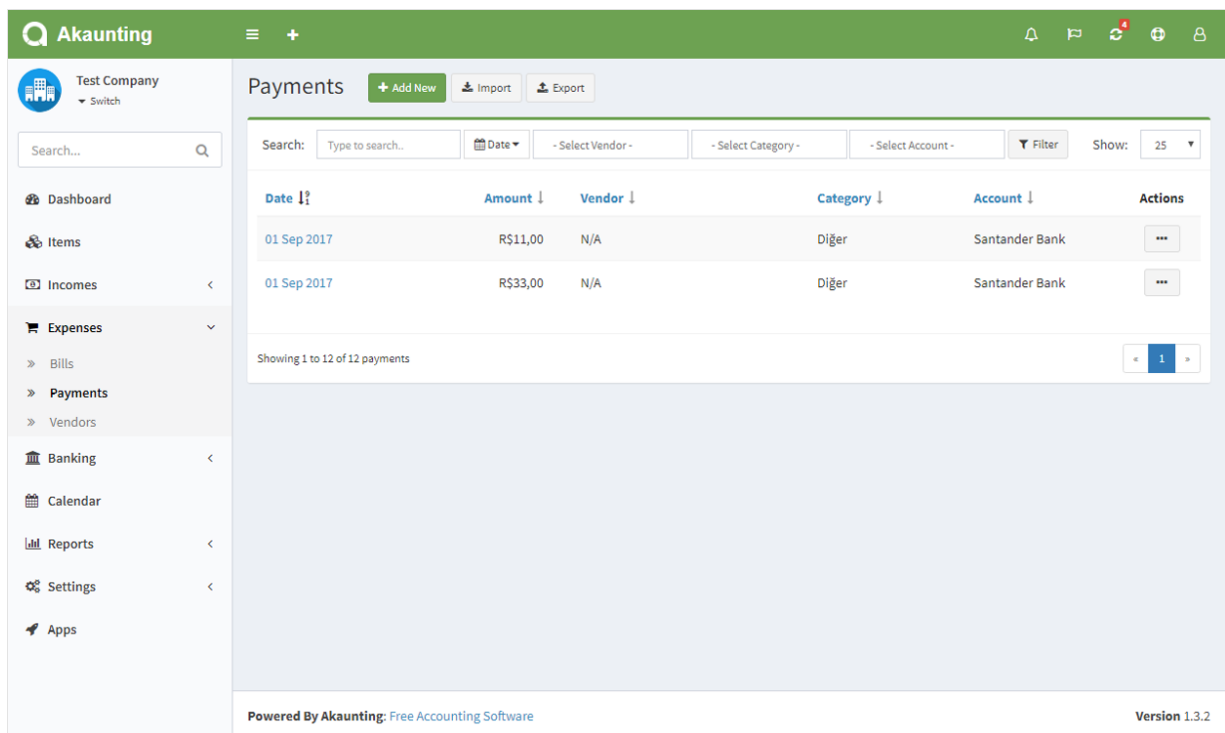 Akaunting
4
Test Company
Switch
Search...
Dashboard
Items
Incomes
Expenses
Bills
Payments
Vendors
Banking
Calendar
Reports
Settings
Apps
Payments + Add New Import Export
Search: Type to search.. Date - Select Vendor - - Select Category - - Select Account - Filter Show: 25
Date Amount Vendor Category Account Actions
01 Sep 2017 R$11,00 N/A Diğer Santander Bank
01 Sep 2017 R$33,00 N/A Diğer Santander Bank
Showing 1 to 12 of 12 payments « 1 »
Powered By Akaunting: Free Accounting Software Version 1.3.2